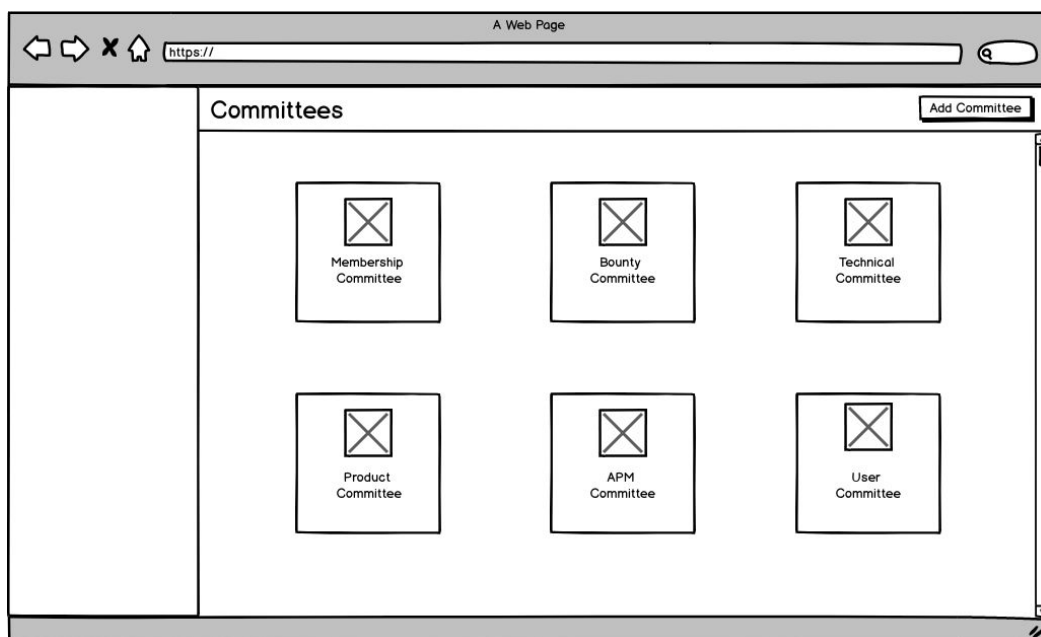 A Web Page
https://
Committees
Add Committee
Membership
Committee
Bounty
Committee
Technical
Committee
Product
Committee
APM
Committee
User
Committee